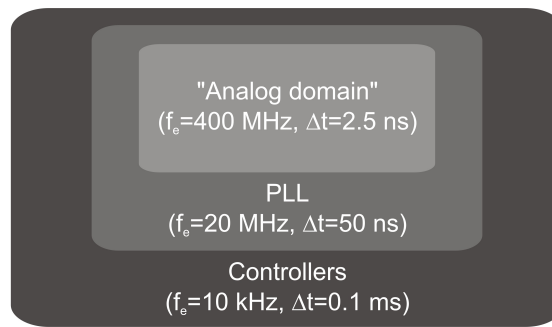 "Analog domain"
(fₑ=400 MHz, Δt=2.5 ns)
PLL
(fₑ=20 MHz, Δt=50 ns)
Controllers
(fₑ=10 kHz, Δt=0.1 ms)